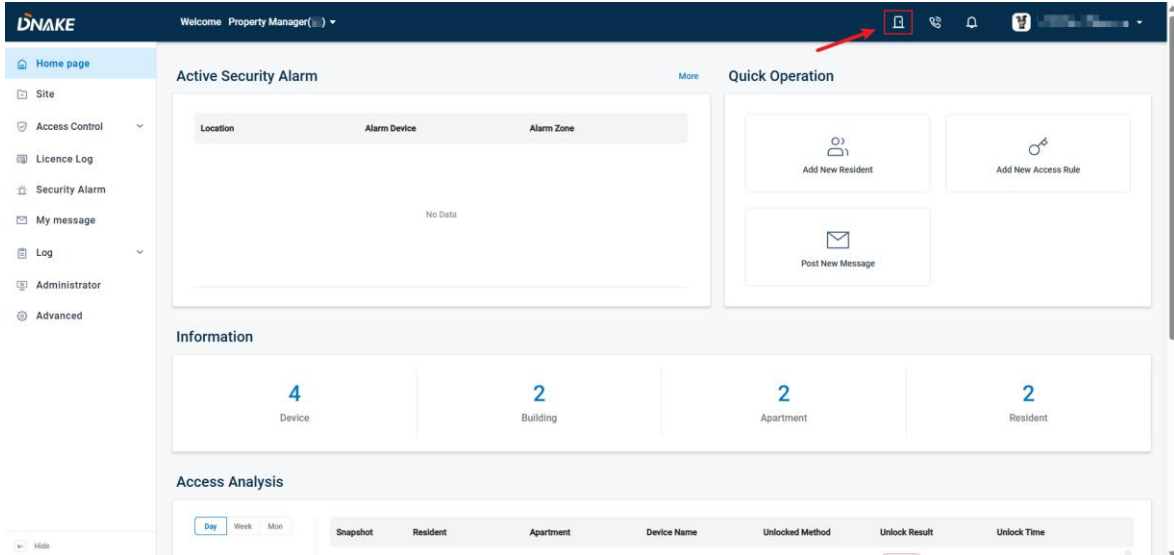 DNAKE
Welcome Property Manager( ) 
Home page
Site
Access Control
Licence Log
Security Alarm
My message
Log
Administrator
Advanced
Hide
Active Security Alarm
More
Location Alarm Device Alarm Zone
No Data
Quick Operation
Add New Resident
Add New Access Rule
Post New Message
Information
4
Device
2
Building
2
Apartment
2
Resident
Access Analysis
Day Week Mon
Snapshot Resident Apartment Device Name Unlocked Method Unlock Result Unlock Time